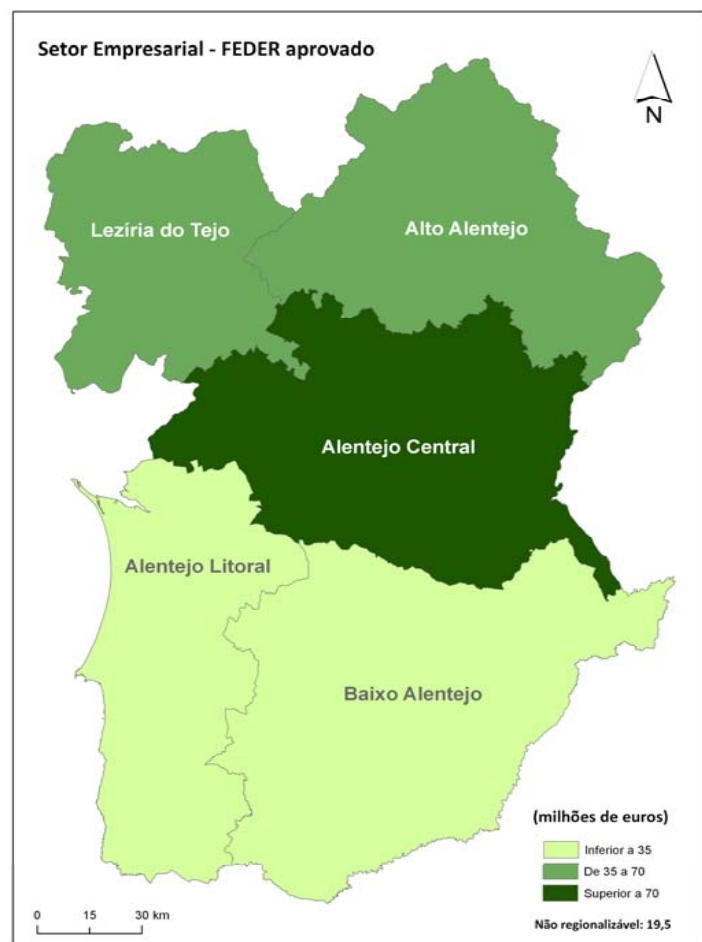 Setor Empresarial - FEDER aprovado
N
Lezíria do Tejo
Alto Alentejo
Alentejo Central
Alentejo Litoral
Baixo Alentejo
(milhões de euros)
Inferior a 35
De 35 a 70
Superior a 70
Não regionalizável: 19,5
0 15 30 km